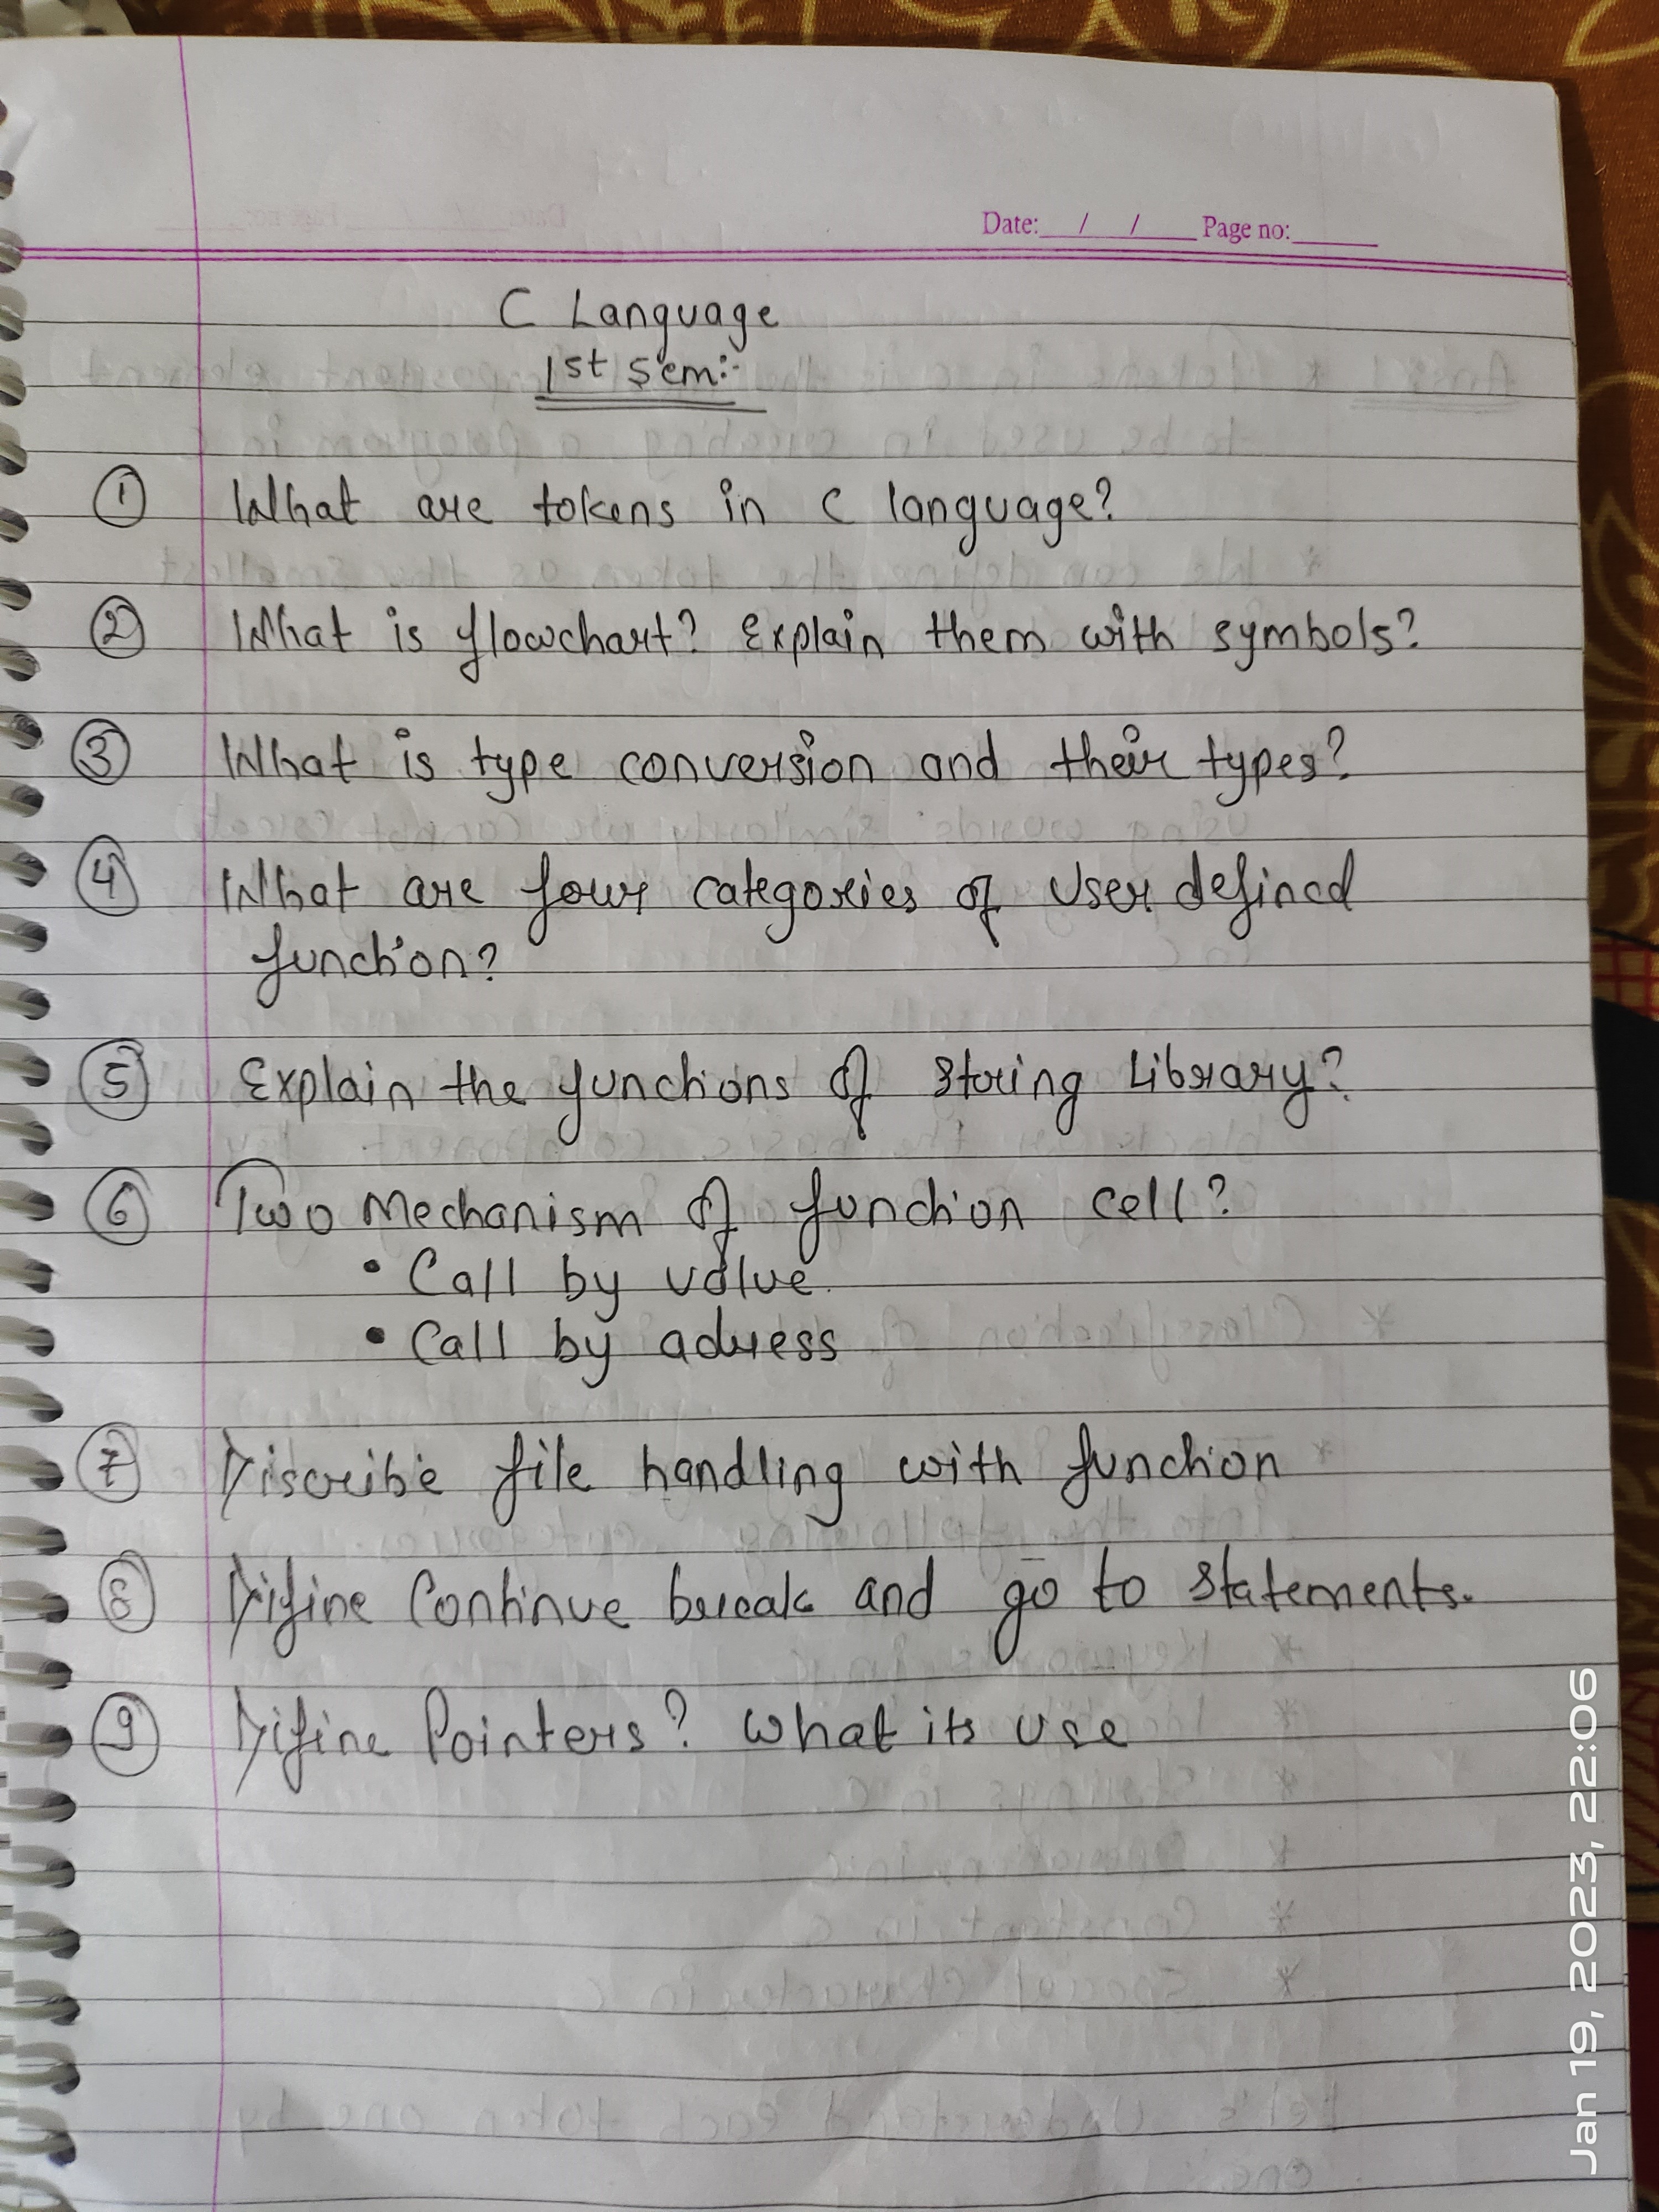 Date: / / Page no:
C Language
1st Sem:-
① What are tokens in C language?
② What is flowchart? Explain them with symbols?
③ What is type conversion and their types?
④ What are four categories of User defined
function?
⑤ Explain the functions of String Library?
⑥ Two Mechanism of function cell?
• Call by value.
• Call by adress
⑦ Discribe file handling with function
⑧ Difine Continue break and go to statements.
⑨ Difine Pointers? What its use
Jan 19, 2023, 22:06